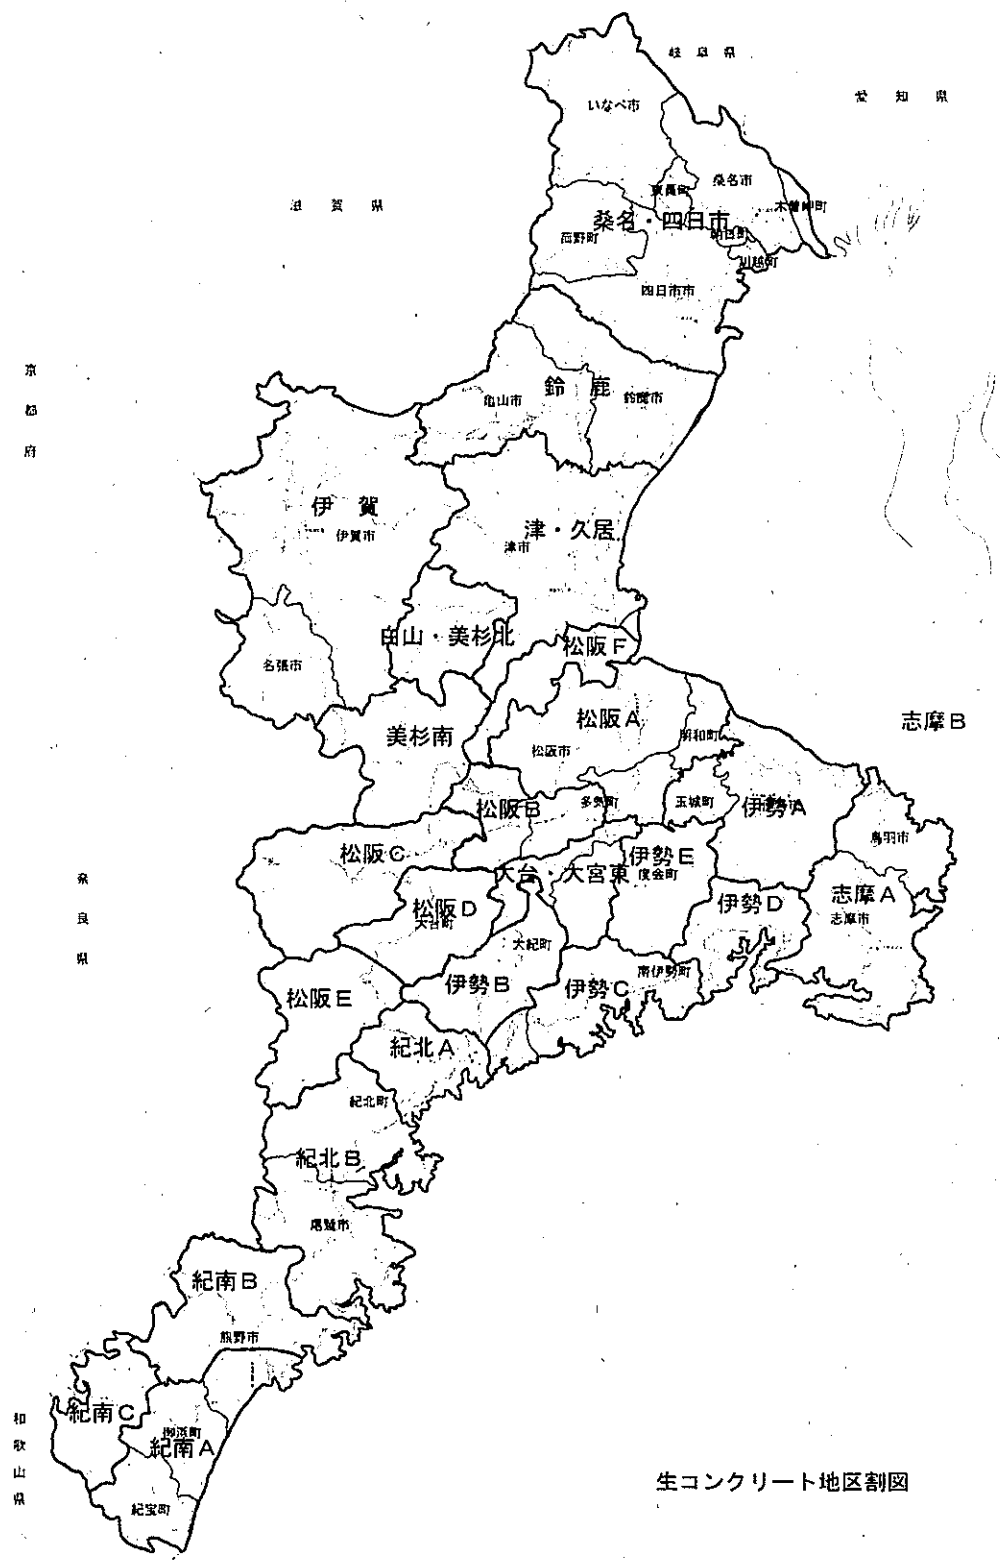 岐阜県
愛知県
いなべ市
桑名市
東員町
木曽岬町
滋賀県
桑名・四日市
朝日町
菰野町
川越町
四日市市
京都府
鈴鹿
亀山市
鈴鹿市
伊賀
伊賀市
津・久居
津市
白山・美杉北
松阪F
名張市
松阪A
志摩B
美杉南
松阪市
明和町
松阪B
多気町
玉城町
伊勢A
鳥羽市
松阪C
伊勢E
大台・大宮東
度会町
奈良県
志摩A
松阪D
伊勢D
大台町
志摩市
大紀町
南伊勢町
伊勢B
伊勢C
松阪E
紀北A
紀北町
紀北B
尾鷲市
紀南B
熊野市
紀南C
御浜町
紀南A
和歌山県
紀宝町
生コンクリート地区割図